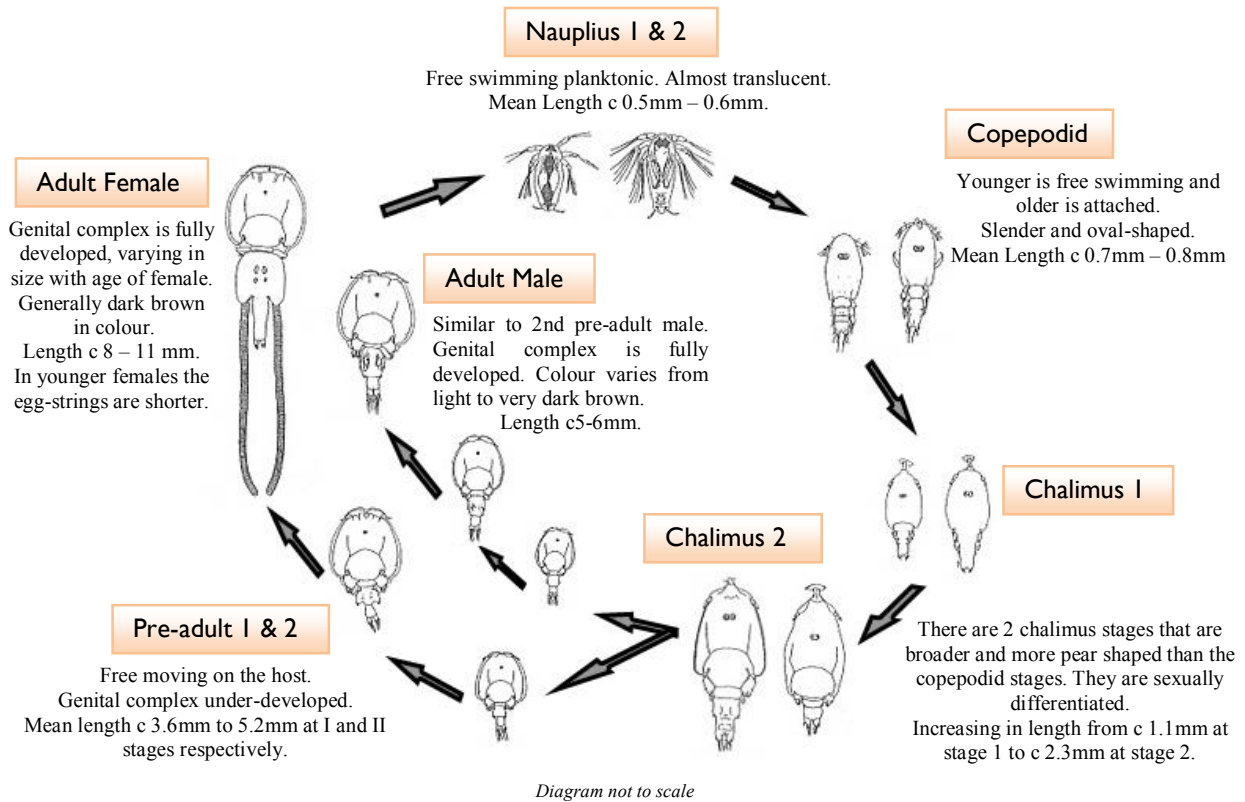 Nauplius 1 & 2
Free swimming planktonic. Almost translucent.
Mean Length c 0.5mm – 0.6mm.
Copepodid
Younger is free swimming and
older is attached.
Slender and oval-shaped.
Mean Length c 0.7mm – 0.8mm
Adult Female
Genital complex is fully
developed, varying in
size with age of female.
Generally dark brown
in colour.
Length c 8 – 11 mm.
In younger females the
egg-strings are shorter.
Adult Male
Similar to 2nd pre-adult male.
Genital complex is fully
developed. Colour varies from
light to very dark brown.
Length c5-6mm.
Chalimus 1
Chalimus 2
There are 2 chalimus stages that are
broader and more pear shaped than the
copepodid stages. They are sexually
differentiated.
Increasing in length from c 1.1mm at
stage 1 to c 2.3mm at stage 2.
Pre-adult 1 & 2
Free moving on the host.
Genital complex under-developed.
Mean length c 3.6mm to 5.2mm at I and II
stages respectively.
Diagram not to scale